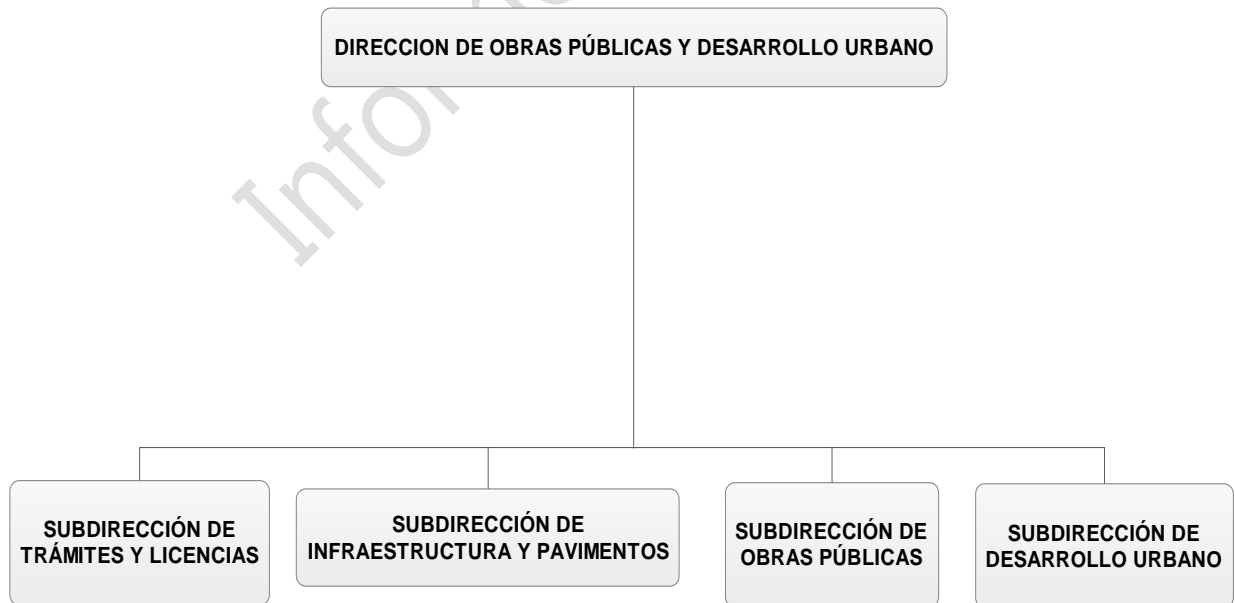 DIRECCION DE OBRAS PÚBLICAS Y DESARROLLO URBANO
SUBDIRECCIÓN DE
TRÁMITES Y LICENCIAS
SUBDIRECCIÓN DE
INFRAESTRUCTURA Y PAVIMENTOS
SUBDIRECCIÓN DE
OBRAS PÚBLICAS
SUBDIRECCIÓN DE
DESARROLLO URBANO